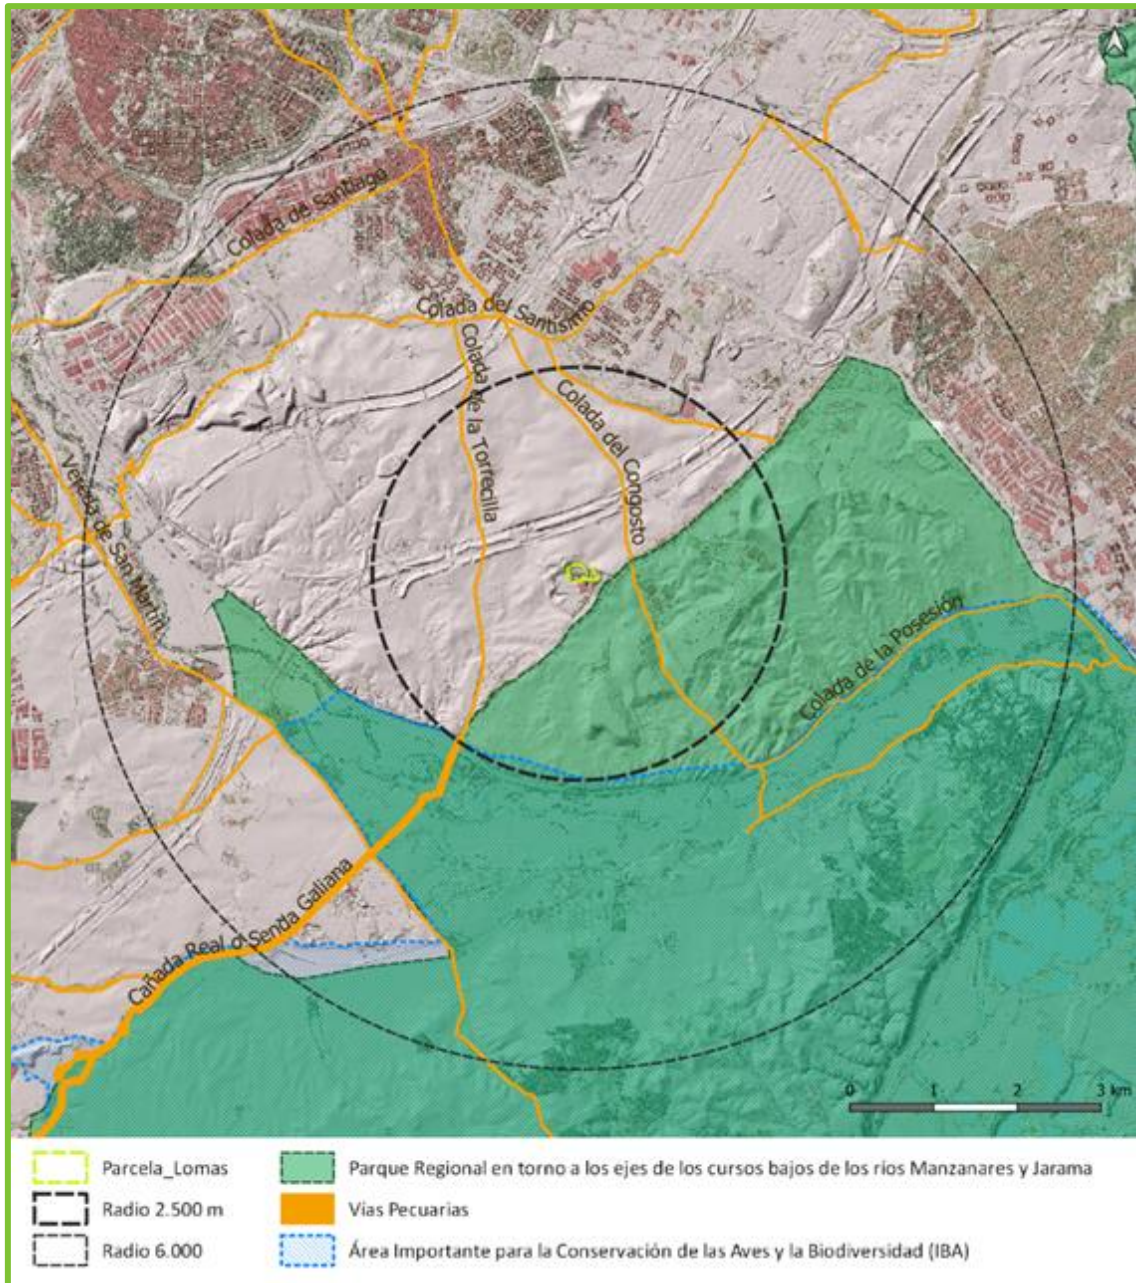 Colada de Santiago
Colada del Santísimo
Colada de la Torrecilla
Colada del Congosto
Vereda de San Martín
Colada de la Posesión
Cañada Real o Senda Galiana
0 1 2 3 km
Parcela_Lomas
Parque Regional en torno a los ejes de los cursos bajos de los ríos Manzanares y Jarama
Radio 2.500 m
Vías Pecuarias
Radio 6.000
Área Importante para la Conservación de las Aves y la Biodiversidad (IBA)